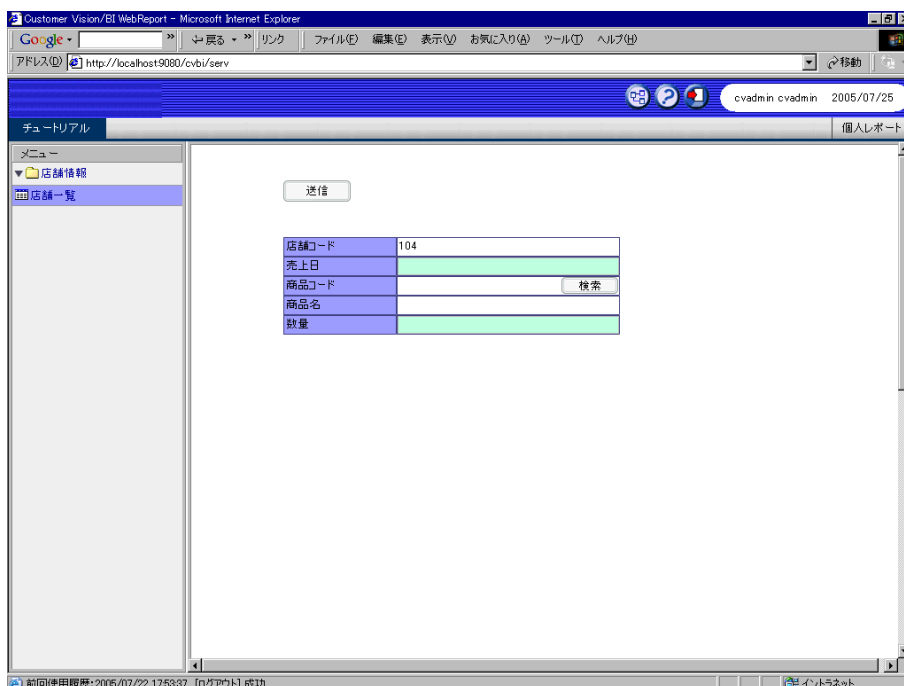 Customer Vision/BI WebReport - Microsoft Internet Explorer
Google » 戻る » リンク ファイル(F) 編集(E) 表示(V) お気に入り(A) ツール(T) ヘルプ(H)
アドレス(D) http://localhost:9080/cvbi/serv 移動
cvadmin cvadmin 2005/07/25
チュートリアル 個人レポート
メニュー
店舗情報
店舗一覧
送信
店舗コード 104
売上日
商品コード 検索
商品名
数量
前回使用履歴:2005/07/22 17:53:37 [ログアウト] 成功 イントラネット